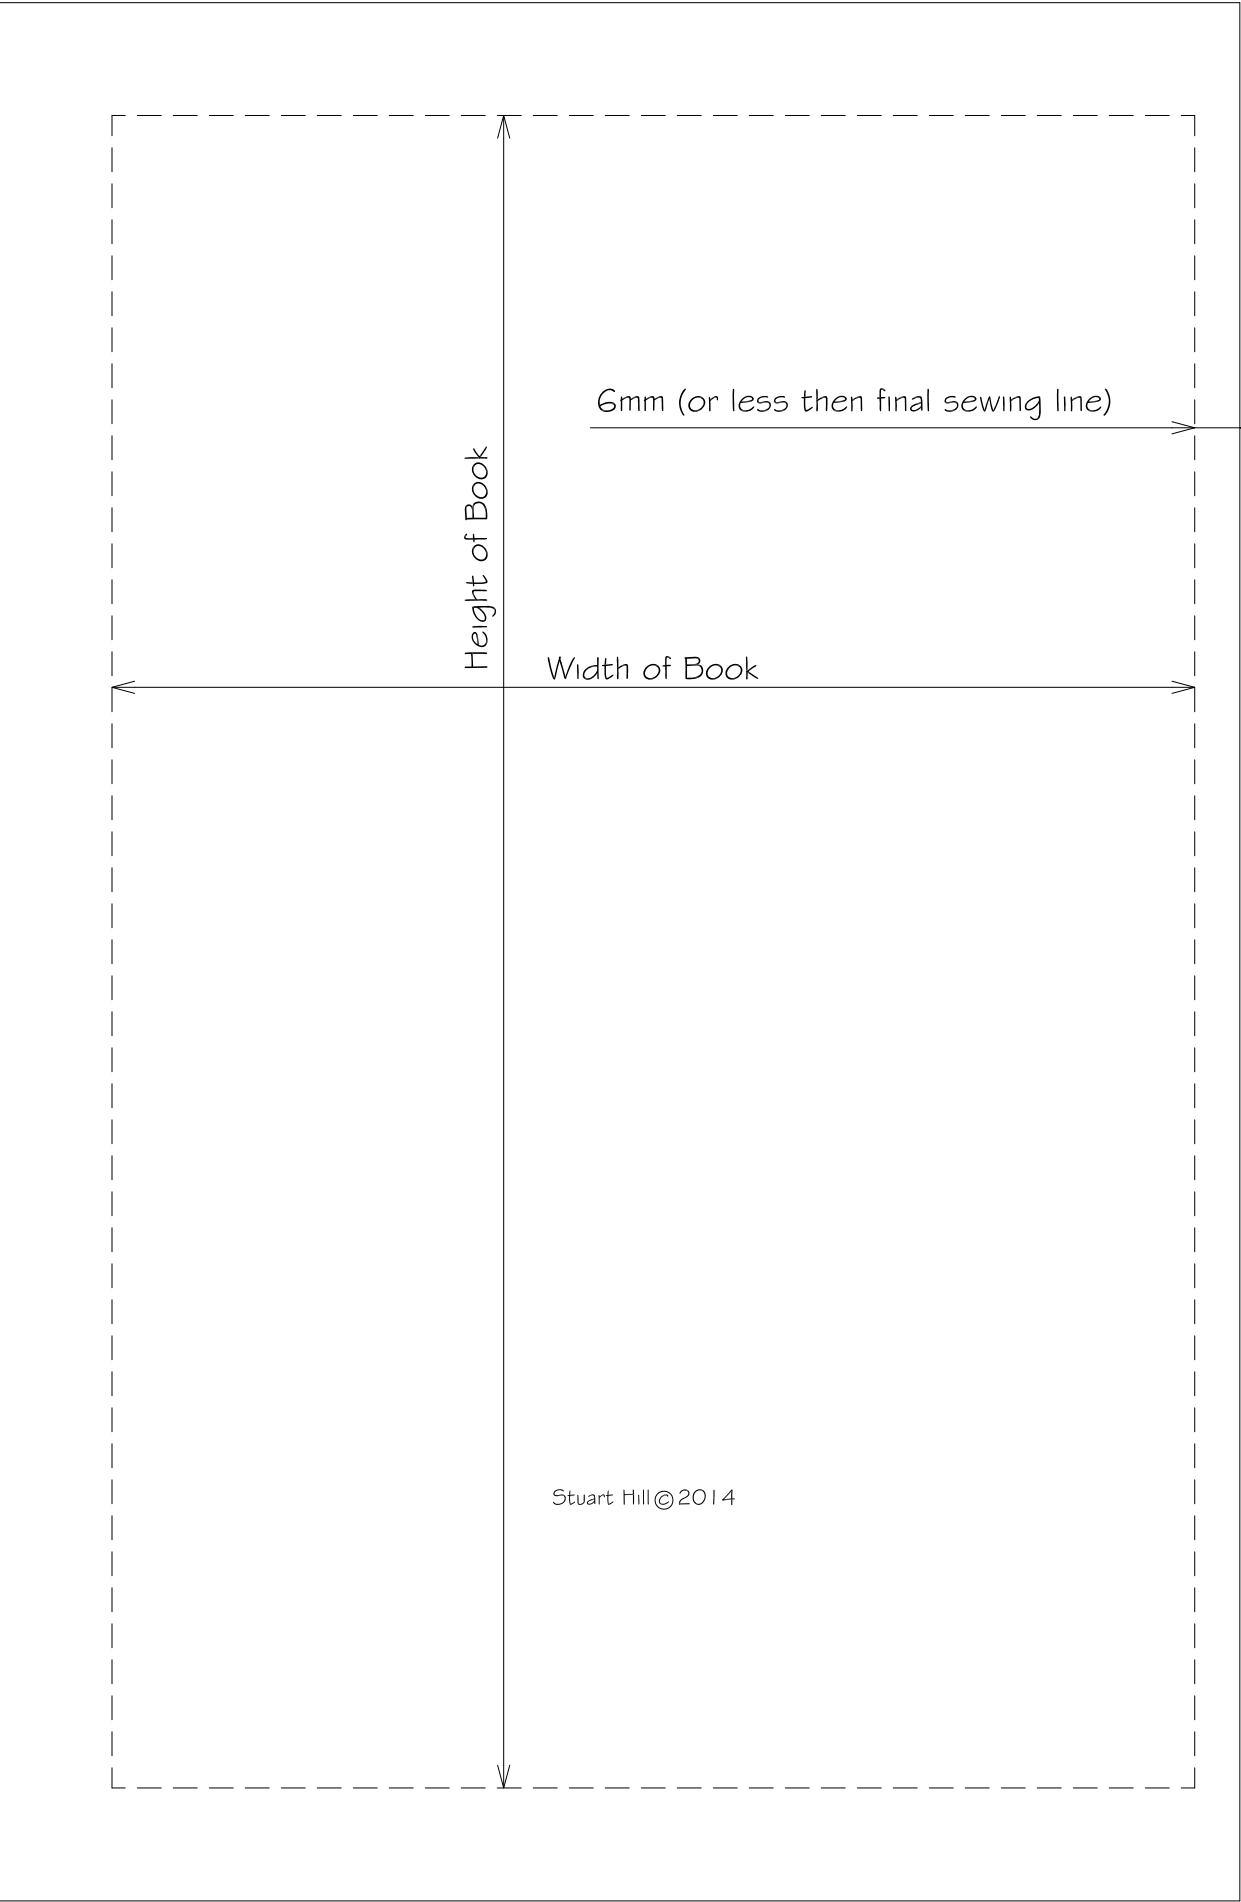 6mm (or less then final sewing line)
Height of Book
Width of Book
Stuart Hill©2014